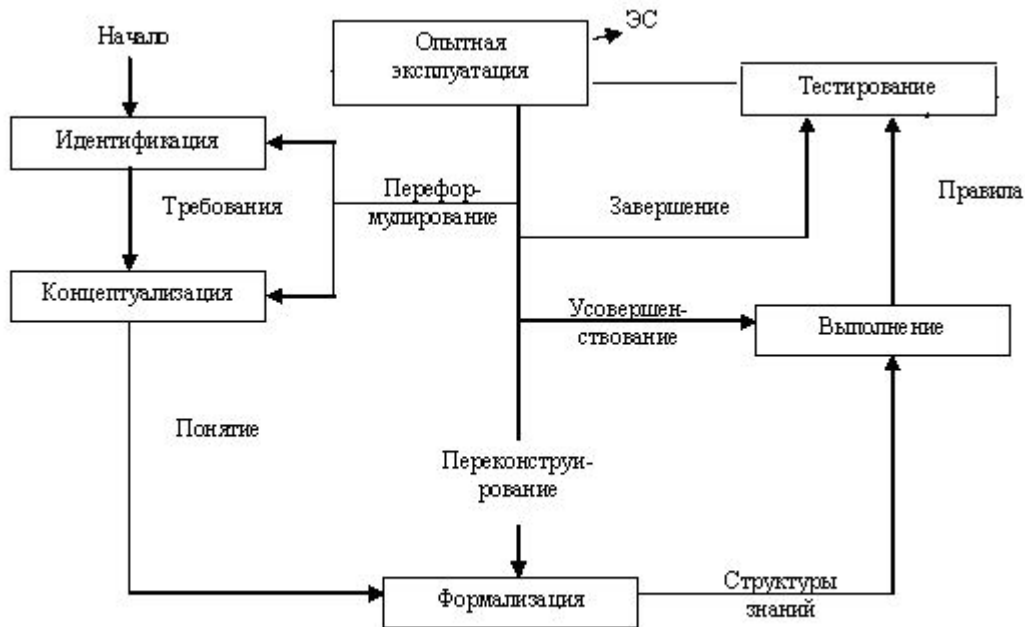 ЭС
Начало
Опытная
эксплуатация
Тестирование
Идентификация
Перефор-
мулирование
Требования
Завершение
Правила
Концептуализация
Усовершен-
ствование
Выполнение
Понятие
Переконструи-
рование
Формализация
Структуры
знаний